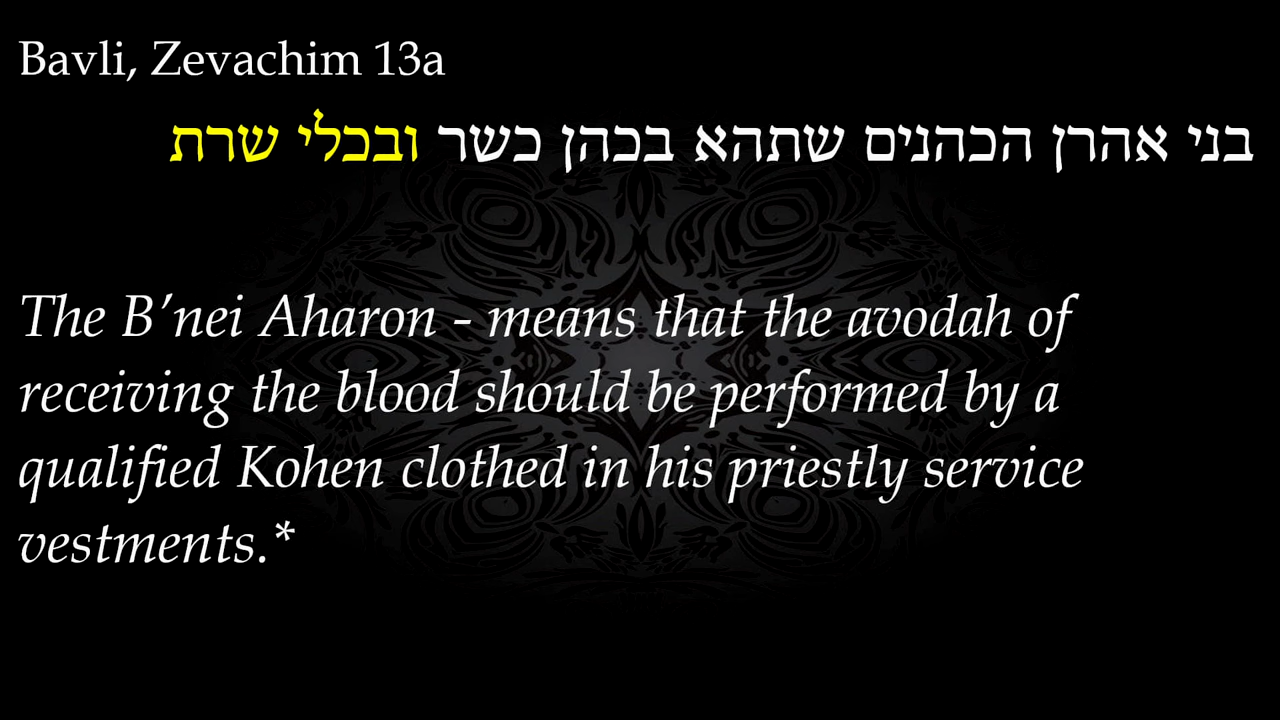 Bavli, Zevachim 13a
בני אהרן הכהנים שתהא בכהן כשר ובכלי שרת
The B’nei Aharon - means that the avodah of
receiving the blood should be performed by a
qualified Kohen clothed in his priestly service
vestments.*